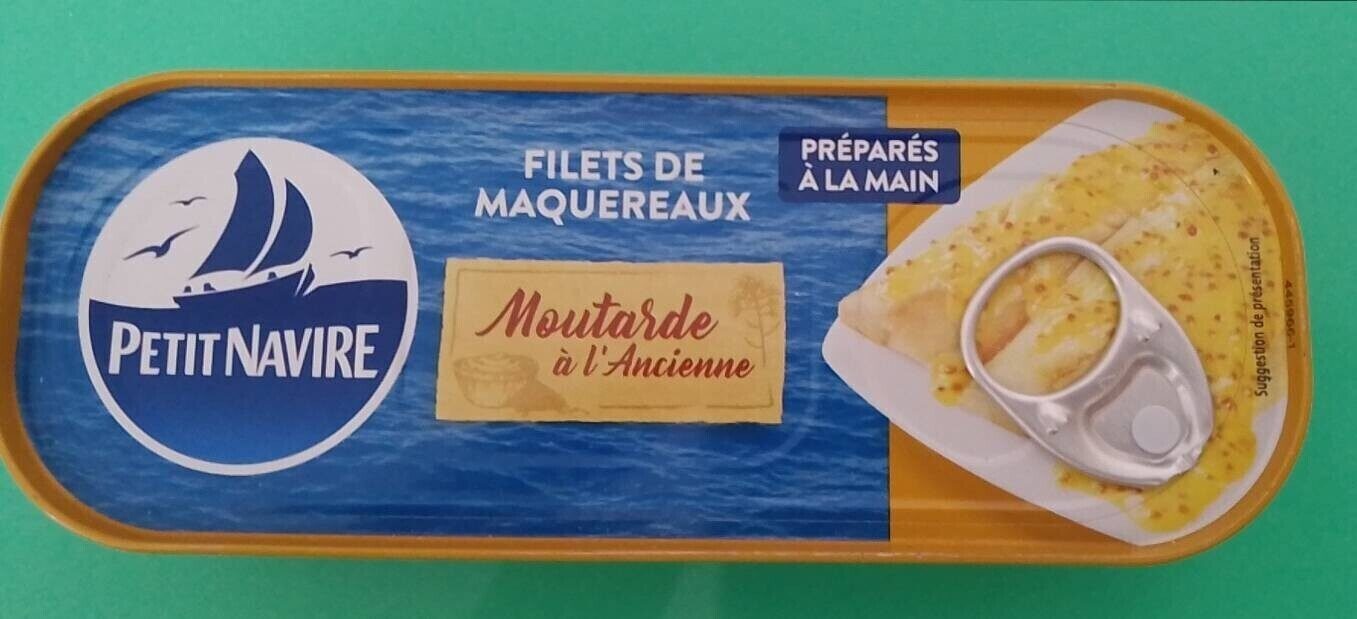 PETIT NAVIRE
FILETS DE
MAQUEREAUX
Moutarde
à l'Ancienne
PRÉPARÉS
À LA MAIN
Suggestion de présentation